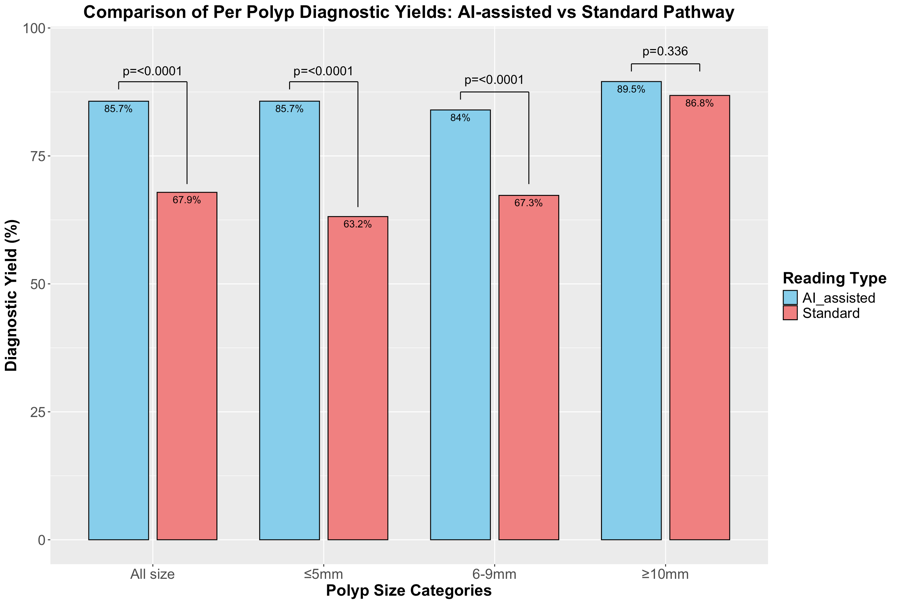 Comparison of Per Polyp Diagnostic Yields: AI-assisted vs Standard Pathway
Diagnostic Yield (%)
100
75
50
25
0
p=<0.0001
p=<0.0001
p=<0.0001
p=0.336
85.7%
67.9%
85.7%
63.2%
84%
67.3%
89.5%
86.8%
All size
≤5mm
6-9mm
≥10mm
Polyp Size Categories
Reading Type
AI_assisted
Standard